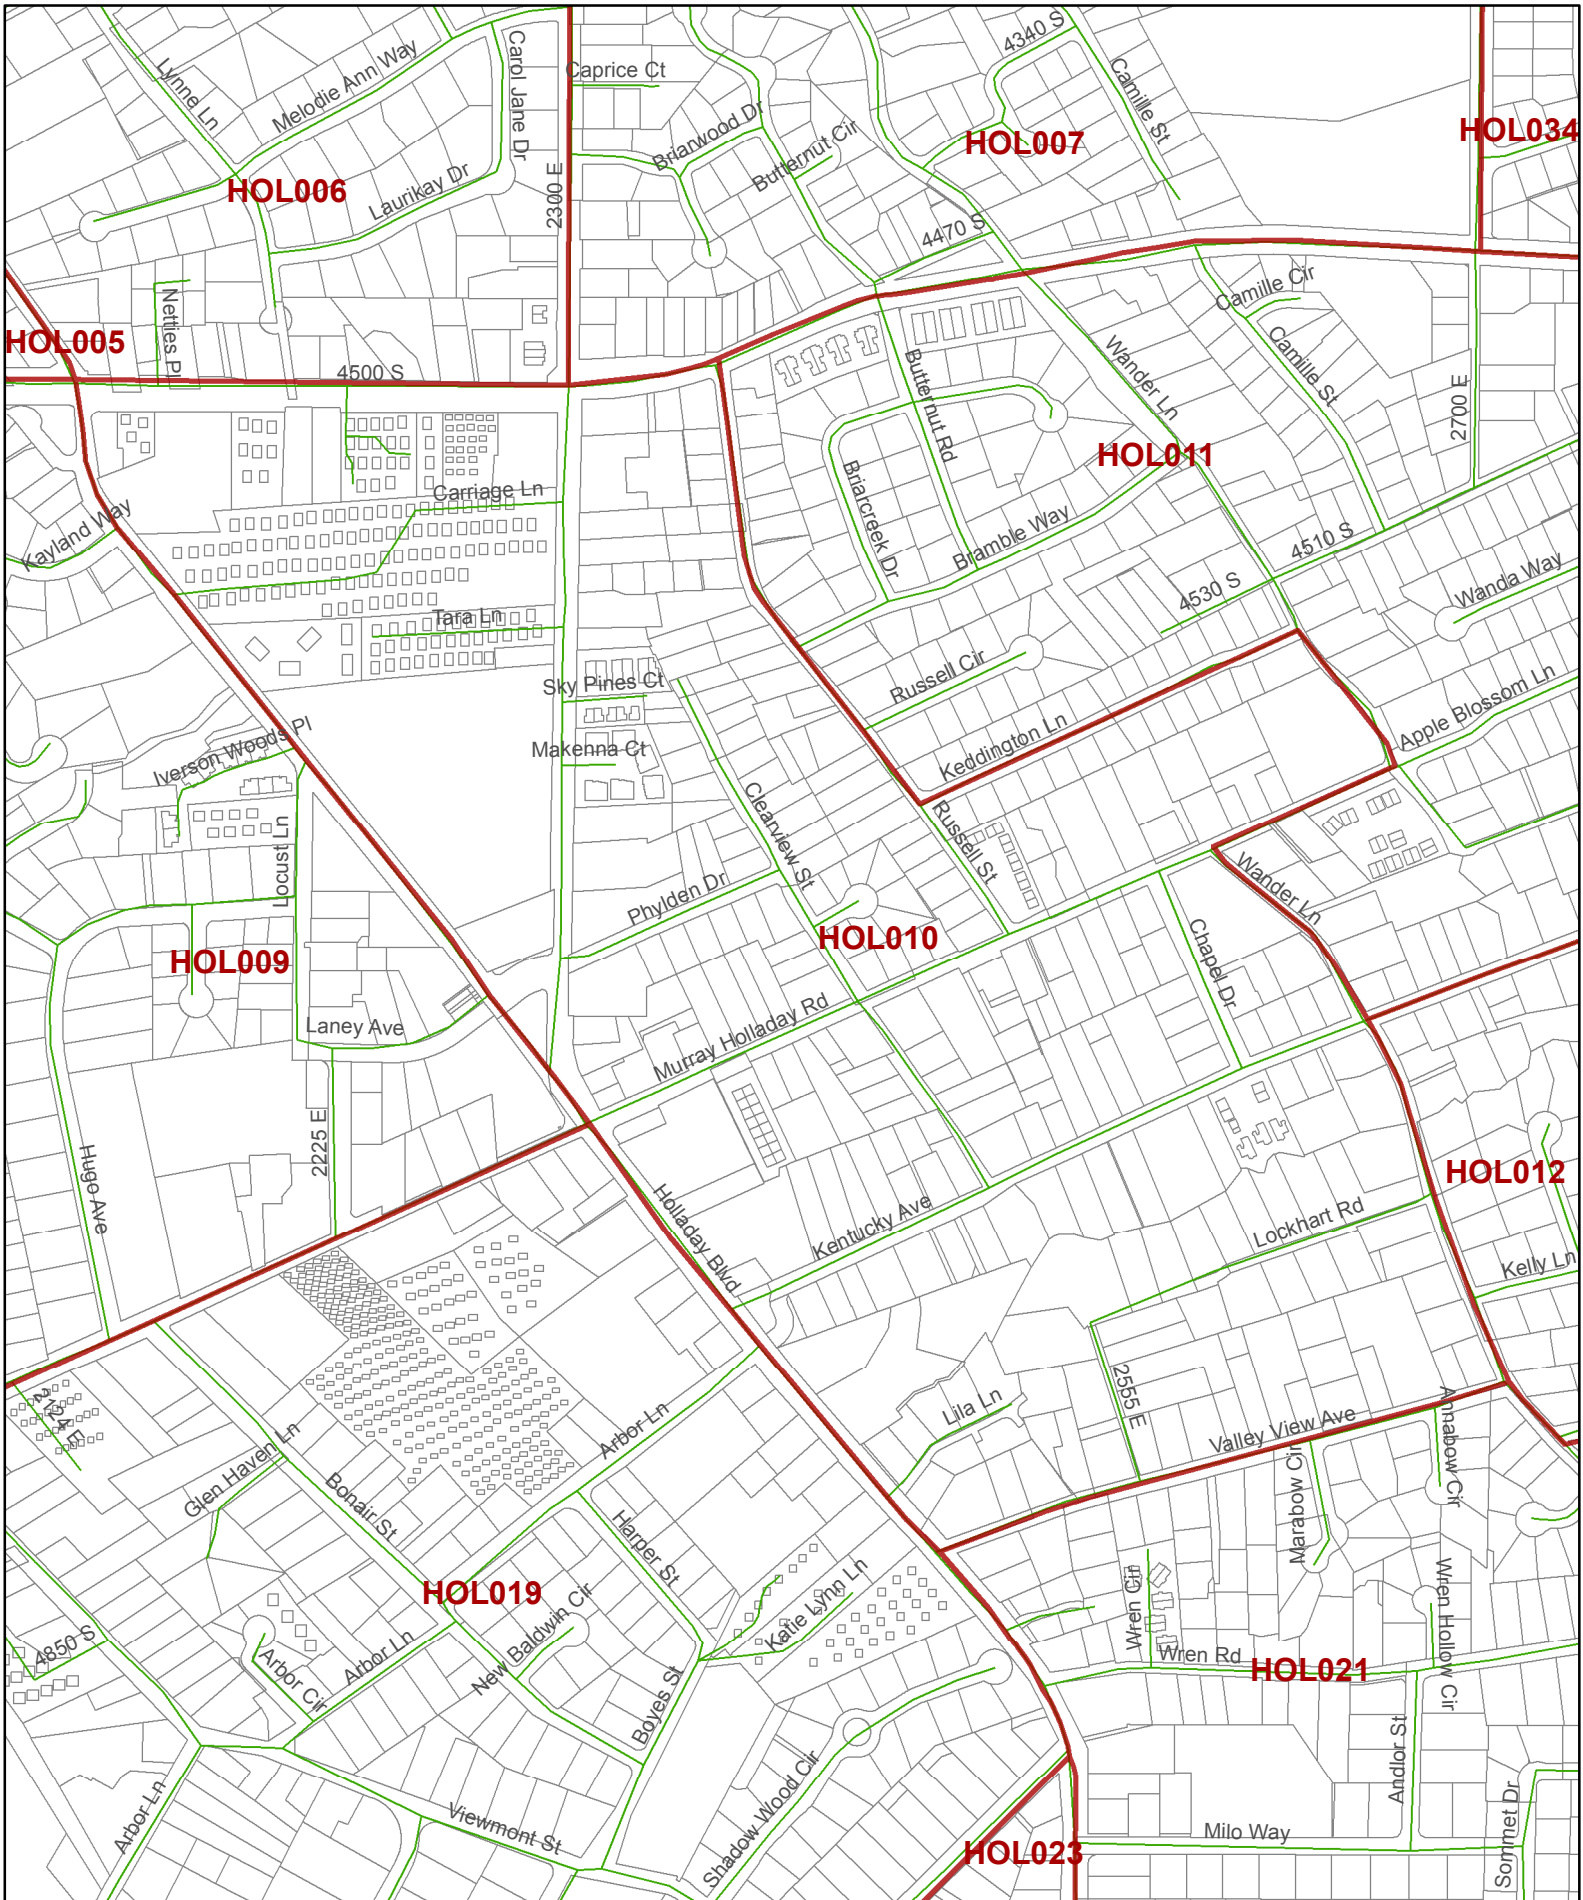 4340 S
Lynne Ln
Melodie Ann Way
Carol Jane Dr
Caprice Ct
Camille St
Briarwood Dr
Butternut Cir
HOL007
HOL034
HOL006
Laurikay Dr
2300 E
4470 S
Camille Cir
Netties Pl
HOL005
4500 S
Butternut Rd
Wander Ln
Camille St
2700 E
HOL011
Carriage Ln
Briarcreek Dr
Bramble Way
Kayland Way
4510 S
4530 S
Wanda Way
Tara Ln
Russell Cir
Sky Pines Ct
Apple Blossom Ln
Iverson Woods Pl
Makenna Ct
Keddington Ln
Clearview St
Locust Ln
Russell St
Wander Ln
Phylden Dr
HOL010
HOL009
Chapel Dr
Laney Ave
Murray Holladay Rd
2225 E
Hugo Ave
HOL012
Holladay Blvd
Kentucky Ave
Lockhart Rd
Kelly Ln
2124 E
Lila Ln
2555 E
Arbor Ln
Valley View Ave
Annabow Cir
Glen Haven Ln
Bonair St
Marabow Cir
Harper St
HOL019
New Baldwin Cir
Katie Lynn Ln
Wren Cir
Wren Hollow Cir
4850 S
Arbor Cir
Arbor Ln
Wren Rd
HOL021
Boyes St
Andlor St
Arbor Ln
Viewmont St
Shadow Wood Cir
Milo Way
Sommet Dr
HOL023